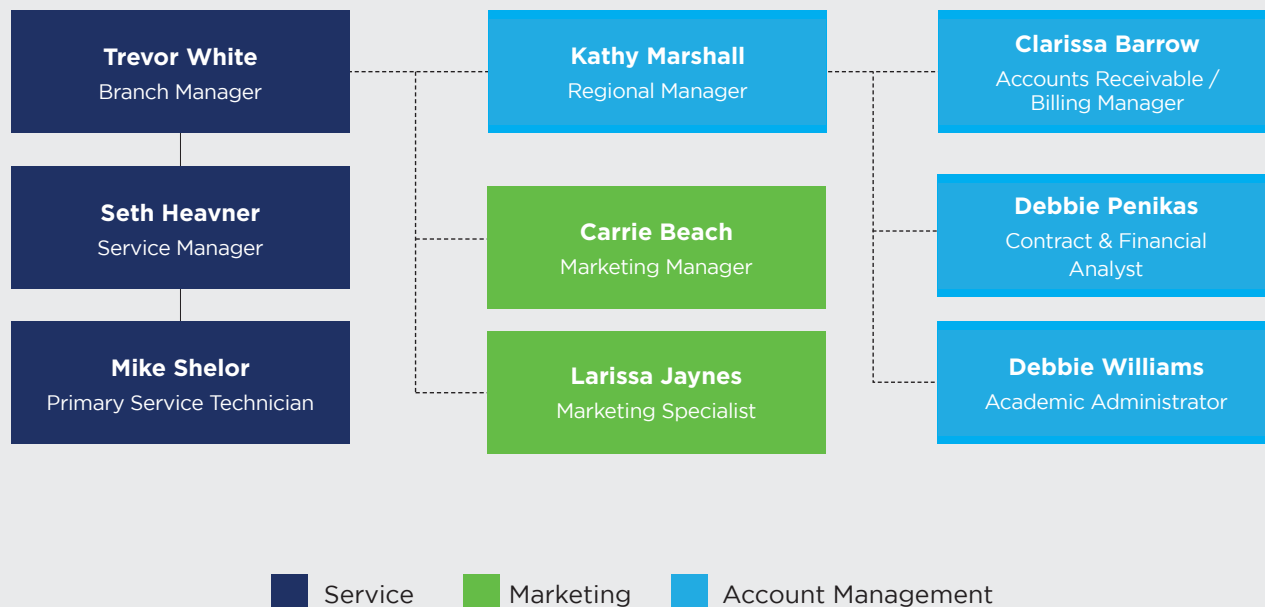 Trevor White
Branch Manager
Seth Heavner
Service Manager
Mike Shelor
Primary Service Technician
Kathy Marshall
Regional Manager
Carrie Beach
Marketing Manager
Larissa Jaynes
Marketing Specialist
Clarissa Barrow
Accounts Receivable /
Billing Manager
Debbie Penikas
Contract & Financial
Analyst
Debbie Williams
Academic Administrator
Service
Marketing
Account Management